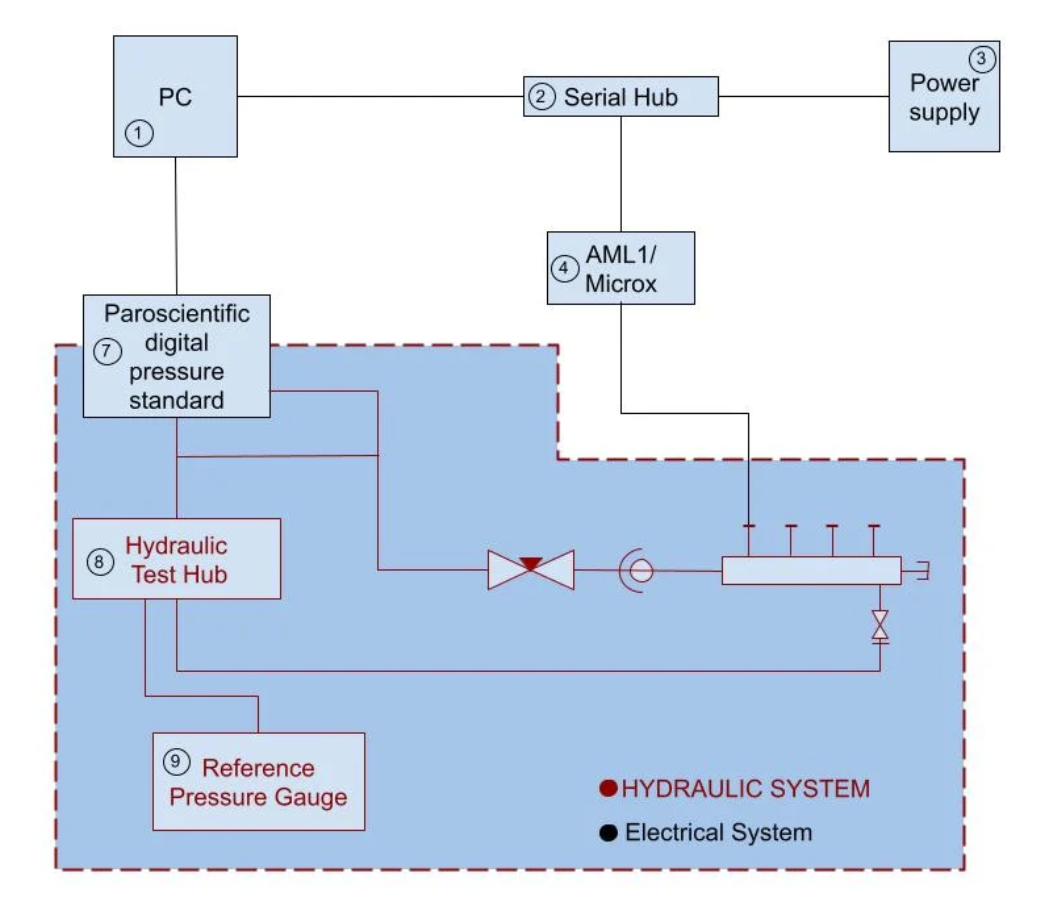 PC
1
2 Serial Hub
3
Power
supply
4
AML1/
Microx
Paroscientific
digital
7
pressure
standard
8
Hydraulic
Test Hub
9
Reference
Pressure Gauge
HYDRAULIC SYSTEM
Electrical System